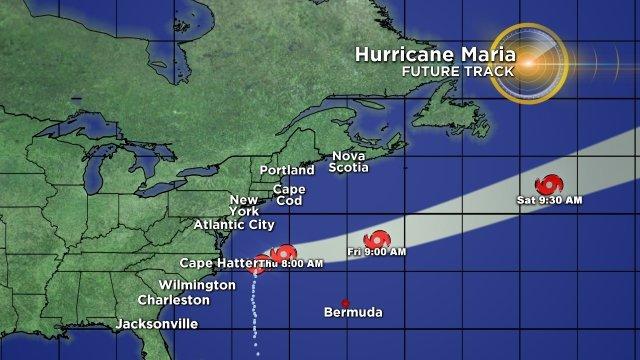 Hurricane Maria
FUTURE TRACK
Nova
Scotia
Portland
Cape
Cod
New
York
Atlantic City
Sat 9:30 AM
Fri 9:00 AM
Cape Hatter
Thu 8:00 AM
Wilmington
Charleston
Bermuda
Jacksonville